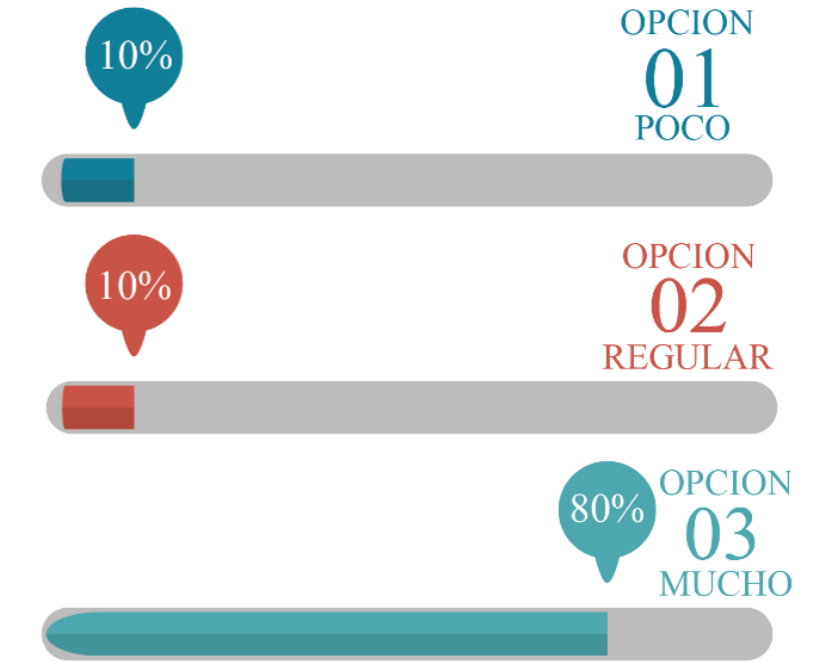 10%
OPCION
01
POCO
10%
OPCION
02
REGULAR
80%
OPCION
03
MUCHO